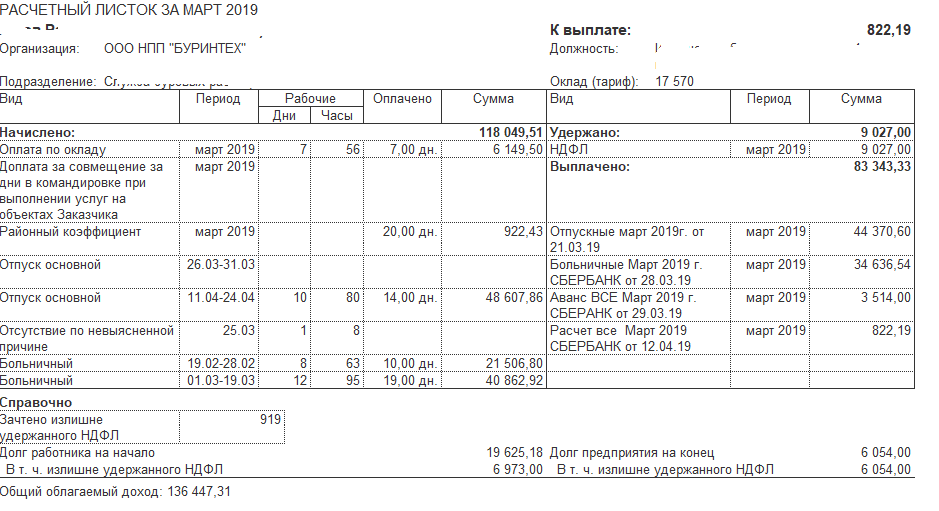 РАСЧЕТНЫЙ ЛИСТОК ЗА МАРТ 2019
К выплате: 822,19
Организация: ООО НПП "БУРИНТЕХ" Должность:
Подразделение: Оклад (тариф): 17 570
Вид Период Рабочие Оплачено Сумма Вид Период Сумма
Дни Часы
Начислено: 118 049,51 Удержано: 9 027,00
Оплата по окладу март 2019 7 56 7,00 дн. 6 149,50 НДФЛ март 2019 9 027,00
Доплата за совмещение за март 2019 Выплачено: 83 343,33
дни в командировке при
выполнении услуг на
объектах Заказчика
Районный коэффициент март 2019 20,00 дн. 922,43 Отпускные март 2019г. от март 2019 44 370,60
21.03.19
Отпуск основной 26.03-31.03 Больничные Март 2019 г. март 2019 34 636,54
СБЕРБАНК от 28.03.19
Отпуск основной 11.04-24.04 10 80 14,00 дн. 48 607,86 Аванс ВСЕ Март 2019 г. март 2019 3 514,00
СБЕРАНК от 29.03.19
Отсутствие по невыясненной 25.03 1 8 Расчет все Март 2019 март 2019 822,19
причине СБЕРБАНК от 12.04.19
Больничный 19.02-28.02 8 63 10,00 дн. 21 506,80
Больничный 01.03-19.03 12 95 19,00 дн. 40 862,92
Справочно
Зачтено излишне 919
удержанного НДФЛ
Долг работника на начало 19 625,18 Долг предприятия на конец 6 054,00
В т. ч. излишне удержанного НДФЛ 6 973,00 В т. ч. излишне удержанного НДФЛ 6 054,00
Общий облагаемый доход: 136 447,31